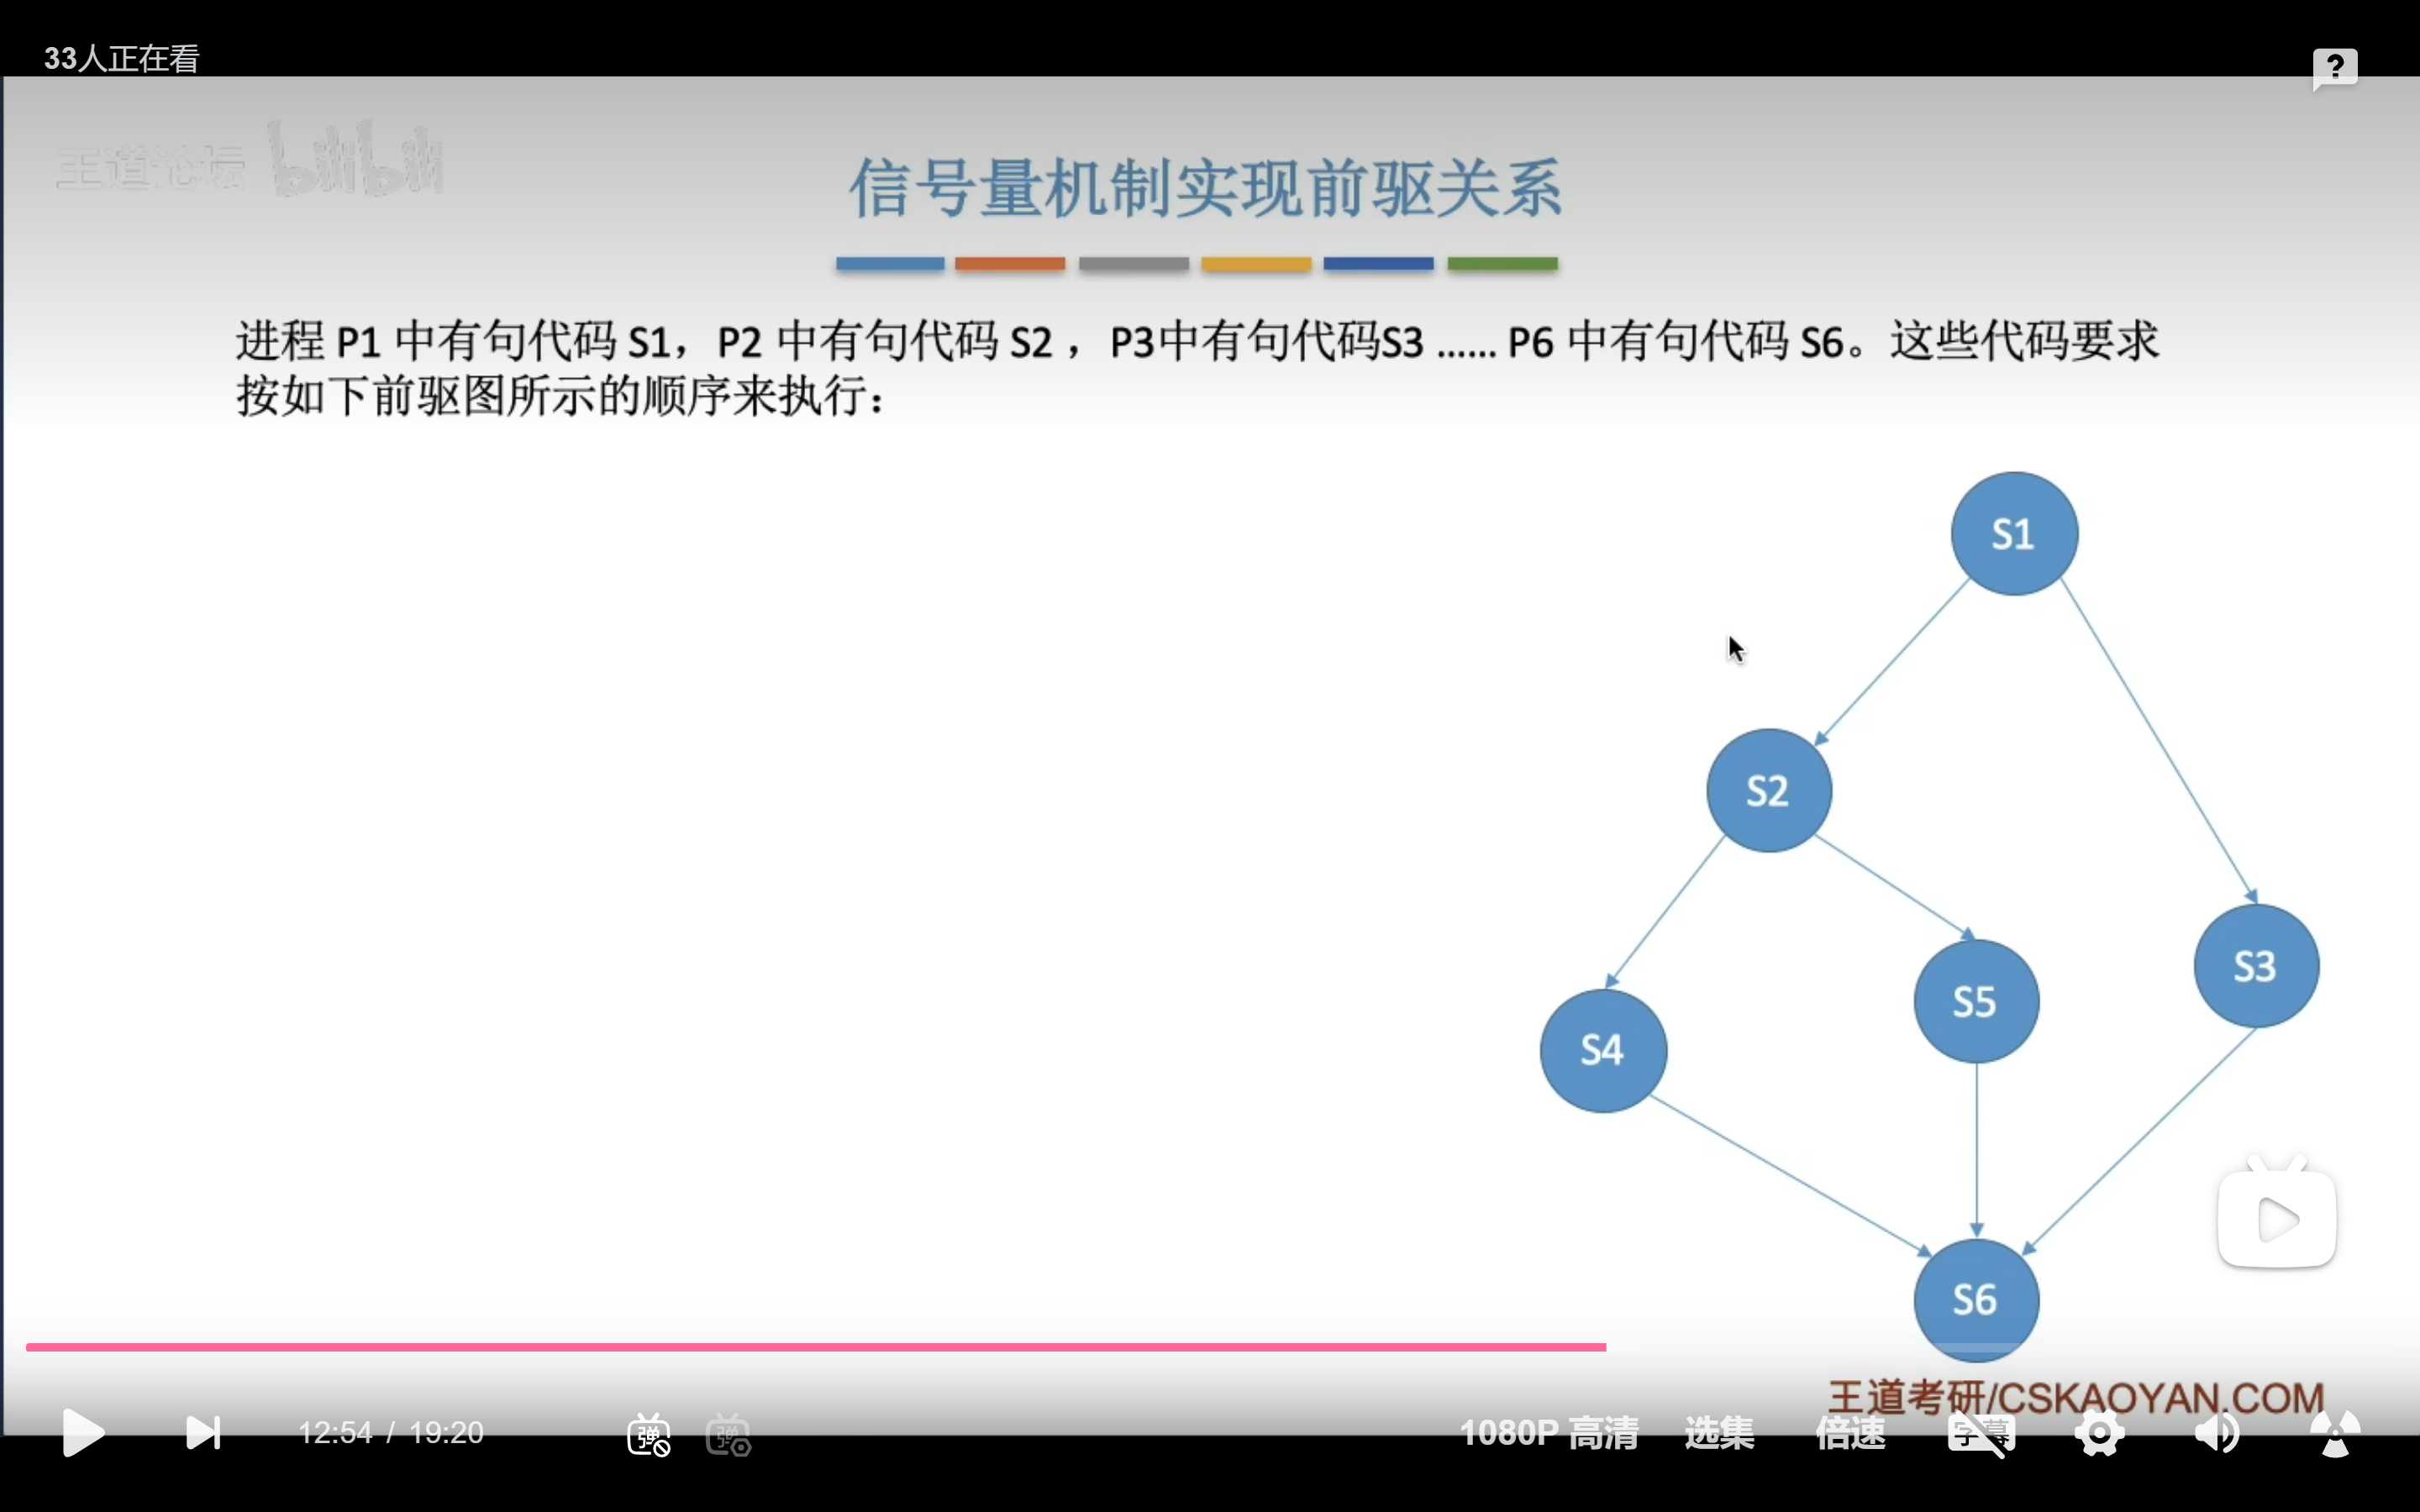 33人正在看
?
王道论坛 bilibili
信号量机制实现前驱关系
进程 P1 中有句代码 S1，P2 中有句代码 S2 ，P3中有句代码S3 ...... P6 中有句代码 S6。这些代码要求
按如下前驱图所示的顺序来执行：
S1
S2
S3
S5
S4
S6
王道考研/CSKAOYAN.COM
12:54 / 19:20
弹
弹
1080P 高清
选集
倍速
字幕